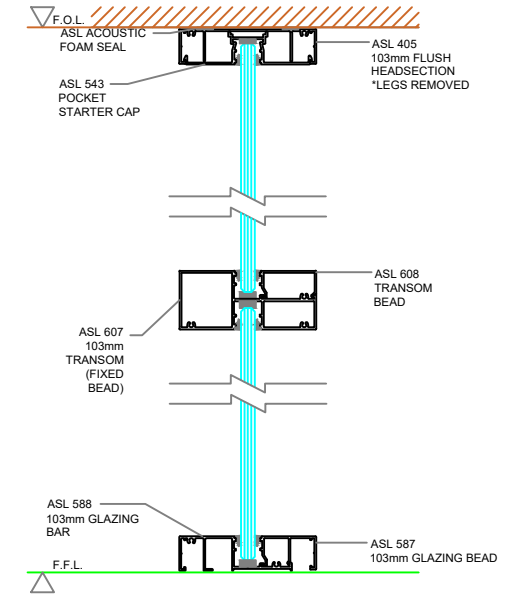 F.O.L.
ASL ACOUSTIC
FOAM SEAL
ASL 405
103mm FLUSH
HEADSECTION
*LEGS REMOVED
ASL 543
POCKET
STARTER CAP
ASL 608
TRANSOM
BEAD
ASL 607
103mm
TRANSOM
(FIXED
BEAD)
ASL 588
103mm GLAZING
BAR
ASL 587
103mm GLAZING BEAD
F.F.L.